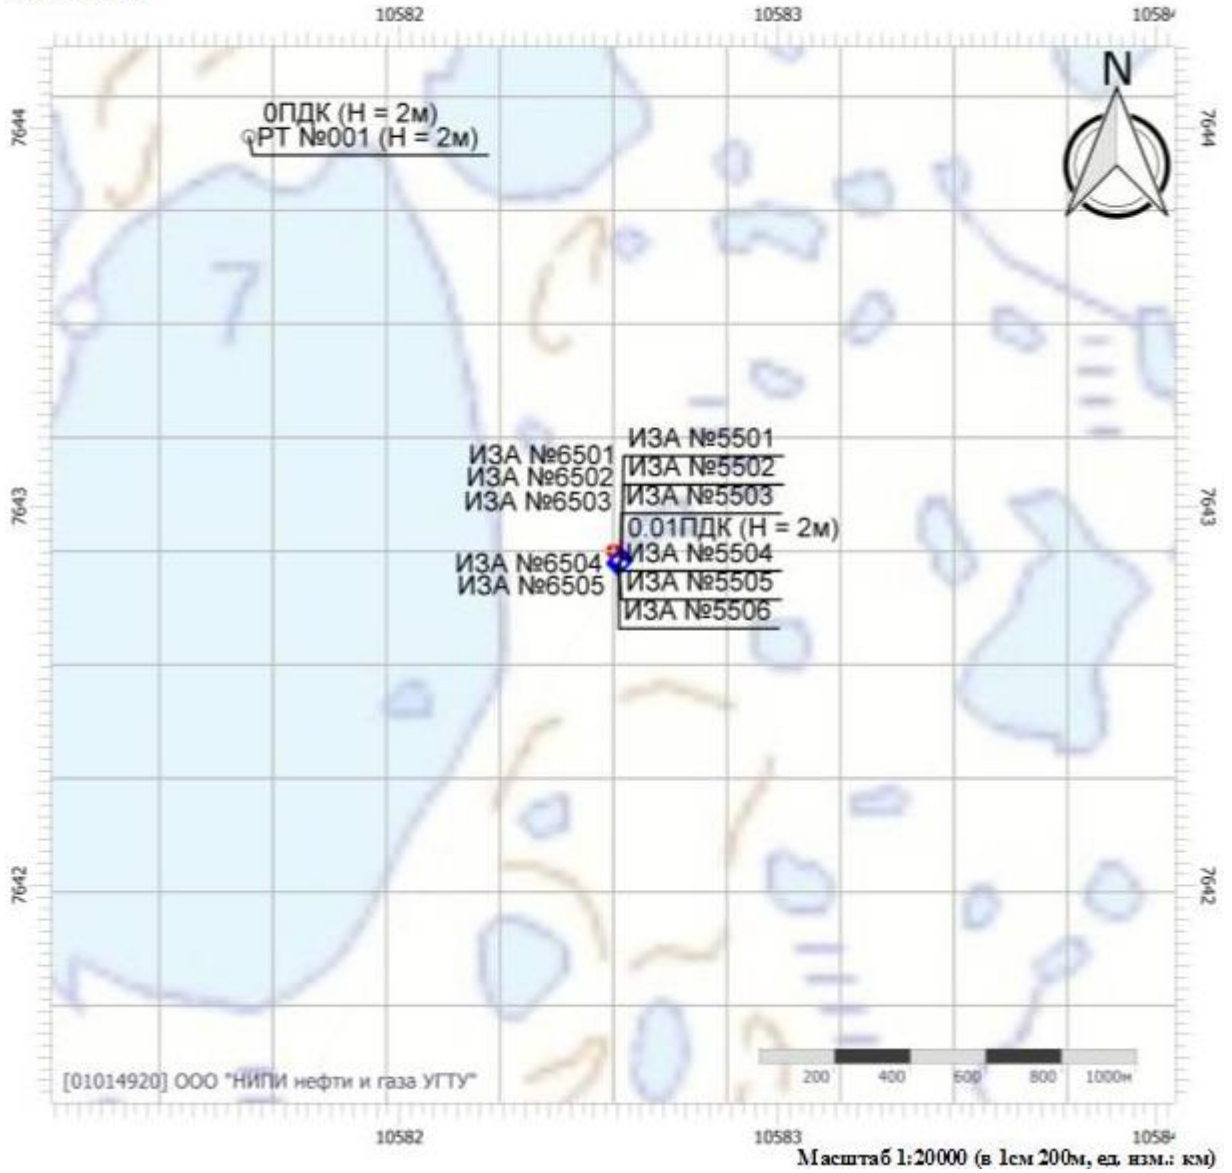 10582 10583 1058
N
7644
7644
0ПДК (Н = 2м)
РТ №001 (Н = 2м)
7
ИЗА №5501
ИЗА №6501
ИЗА №5502
ИЗА №6502
ИЗА №5503
ИЗА №6503
7643
7643
0.01ПДК (Н = 2м)
ИЗА №5504
ИЗА №6504
ИЗА №5505
ИЗА №6505
ИЗА №5506
7642
7642
[01014920] ООО "НИПИ нефти и газа УГТУ"
200 400 600 800 1000м
10582 10583 1058
Масштаб 1:20000 (в 1см 200м, ед. изм.: км)